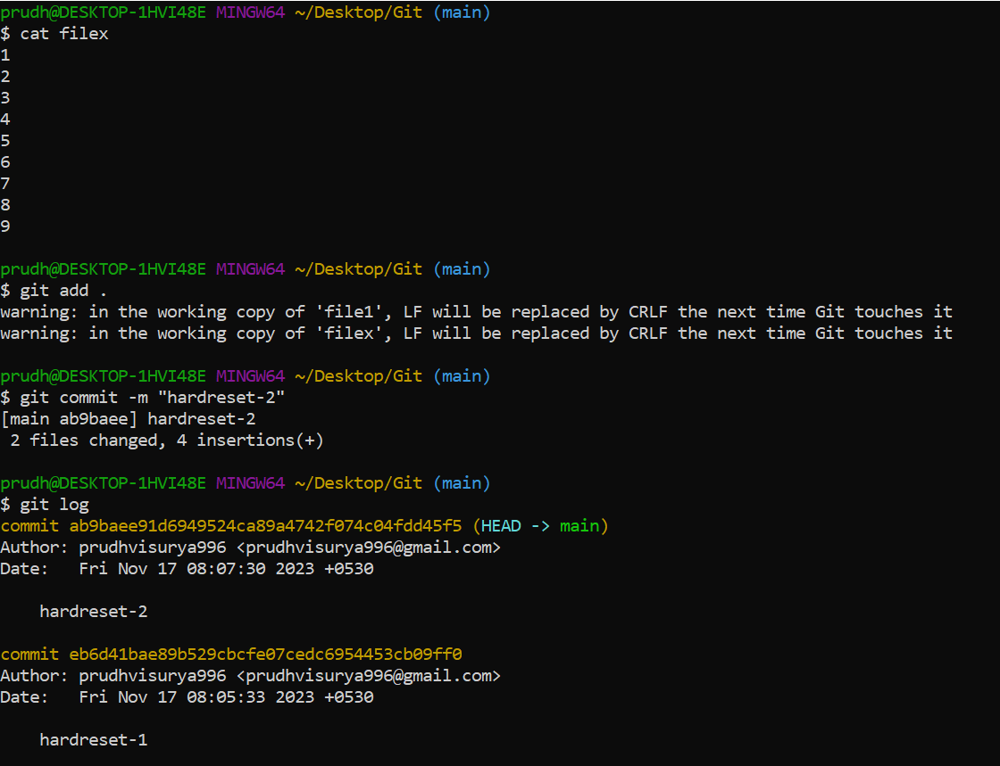 prudh@DESKTOP-1HVI48E MINGW64 ~/Desktop/Git (main)
$ cat filex
1
2
3
4
5
6
7
8
9
prudh@DESKTOP-1HVI48E MINGW64 ~/Desktop/Git (main)
$ git add .
warning: in the working copy of 'file1', LF will be replaced by CRLF the next time Git touches it
warning: in the working copy of 'filex', LF will be replaced by CRLF the next time Git touches it
prudh@DESKTOP-1HVI48E MINGW64 ~/Desktop/Git (main)
$ git commit -m "hardreset-2"
[main ab9baee] hardreset-2
 2 files changed, 4 insertions(+)
prudh@DESKTOP-1HVI48E MINGW64 ~/Desktop/Git (main)
$ git log
commit ab9baee91d6949524ca89a4742f074c04fdd45f5 (HEAD -> main)
Author: prudhvisurya996 <prudhvisurya996@gmail.com>
Date:   Fri Nov 17 08:07:30 2023 +0530
    hardreset-2
commit eb6d41bae89b529cbcfe07cedc6954453cb09ff0
Author: prudhvisurya996 <prudhvisurya996@gmail.com>
Date:   Fri Nov 17 08:05:33 2023 +0530
    hardreset-1